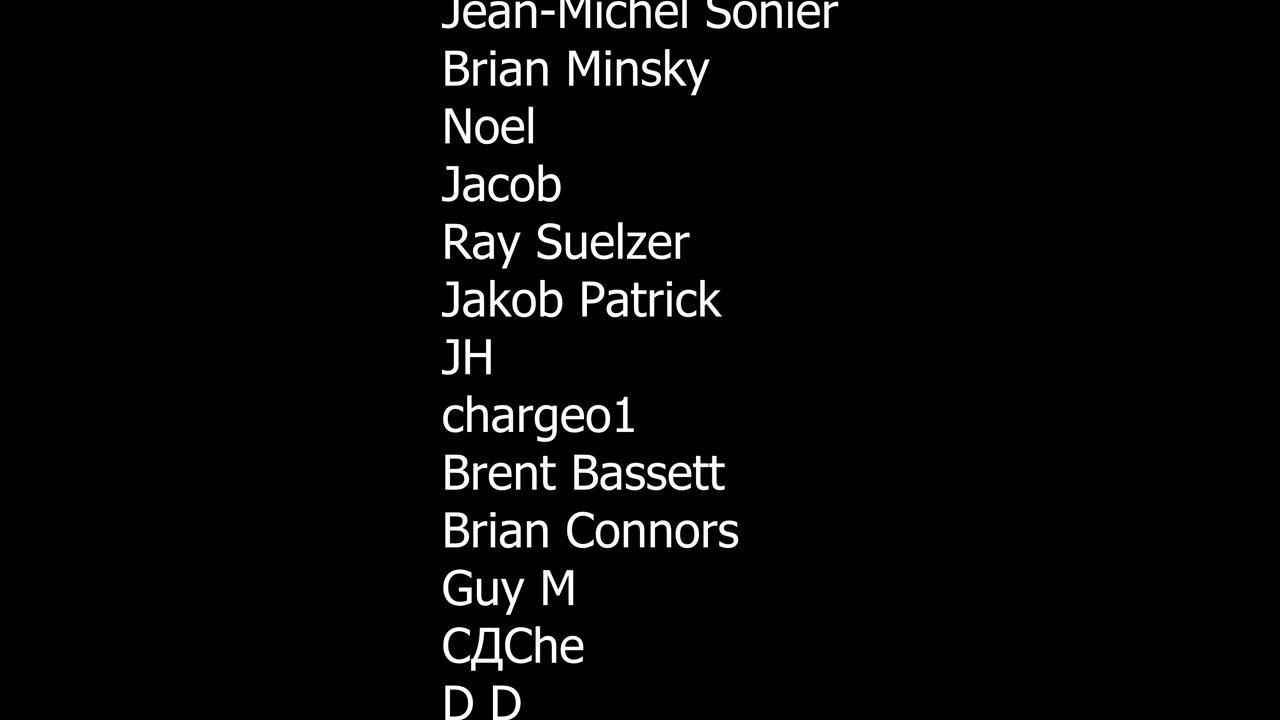 Jean-Michel Sonier
Brian Minsky
Noel
Jacob
Ray Suelzer
Jakob Patrick
JH
chargeo1
Brent Bassett
Brian Connors
Guy M
СДChe
D D